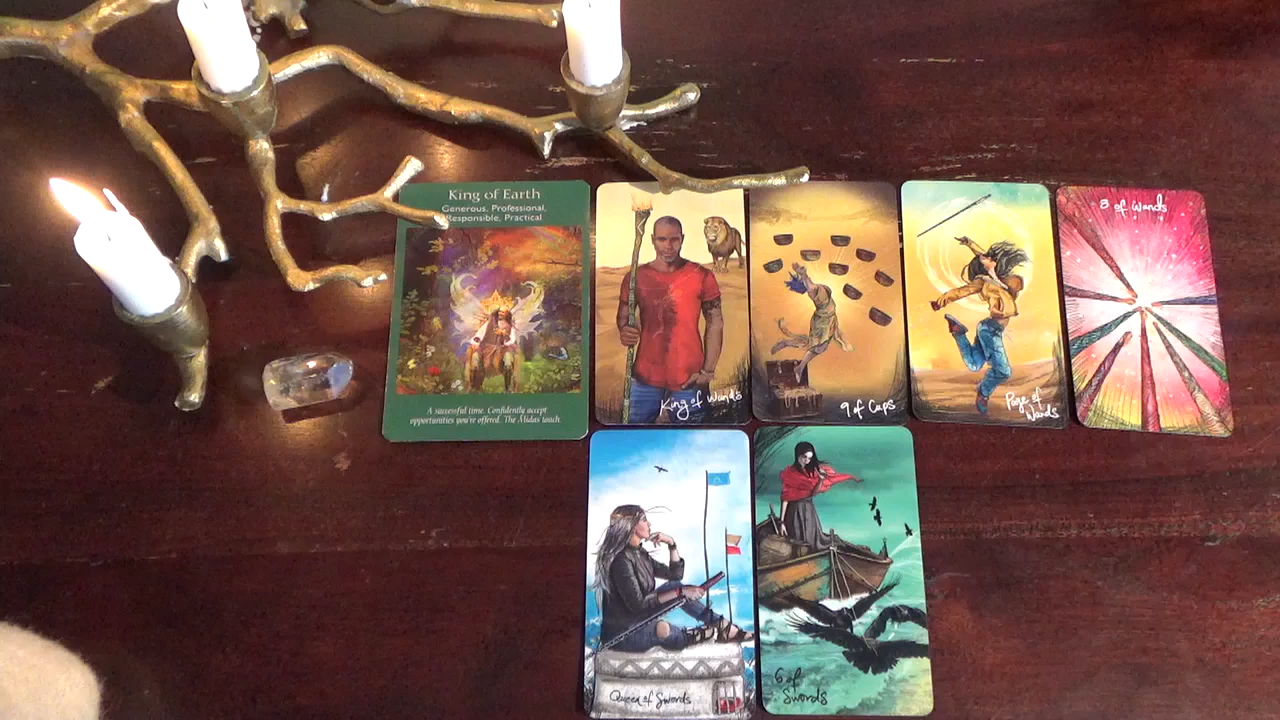 King of Earth
Generous, Professional,
Responsible, Practical
A successful time. Confidently accept
opportunities you're offered. The Midas touch.
King of Wands
9 of Cups
Page of
Wands
8 of Wands
Queen of Swords
6 of
Swords